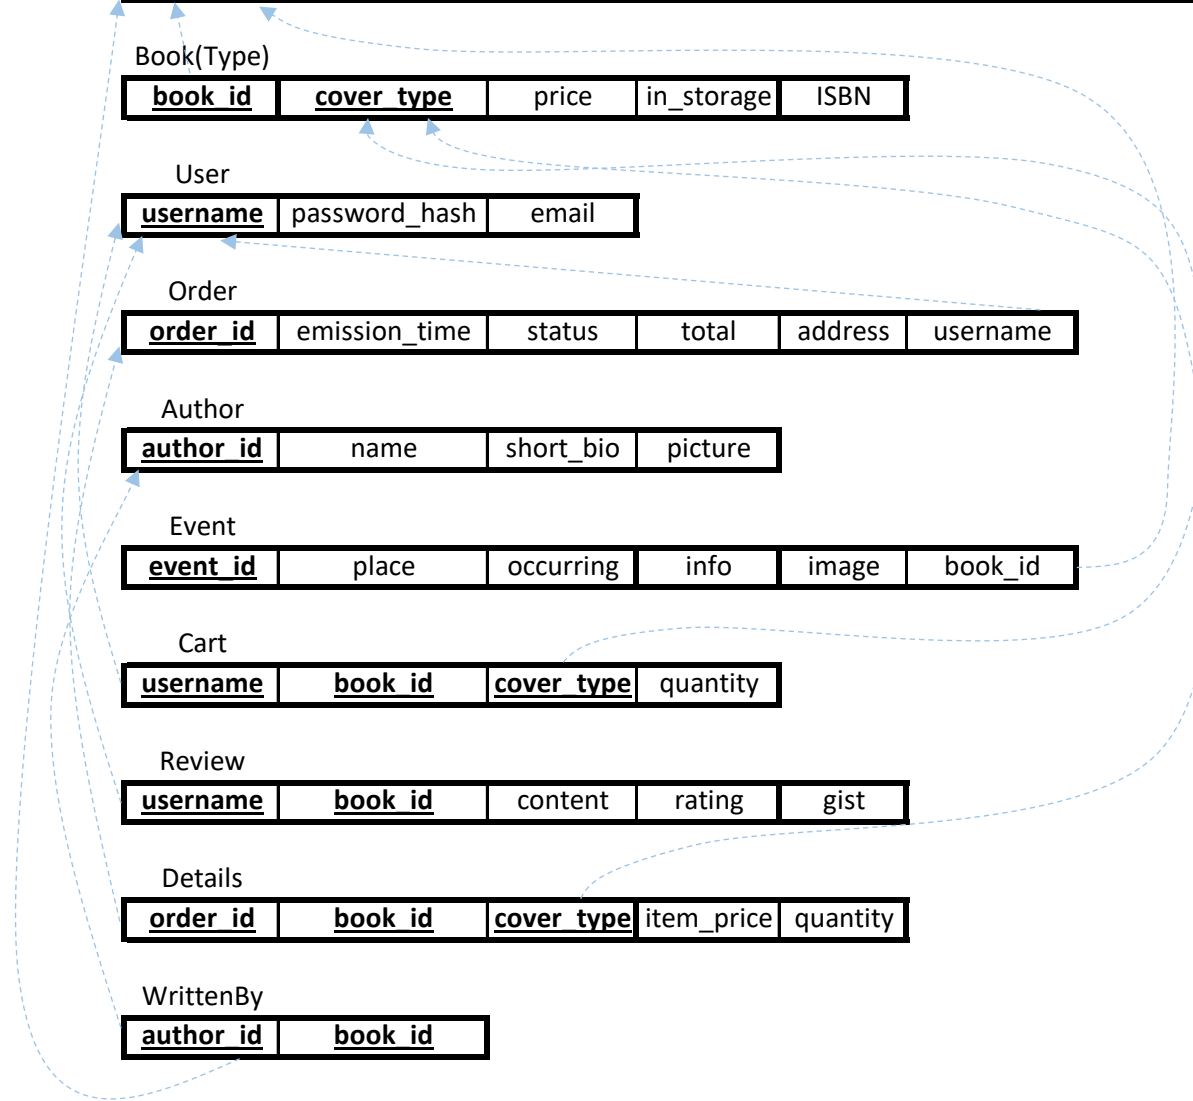 Book(Type)
book_id cover_type price in_storage ISBN
User
username password_hash email
Order
order_id emission_time status total address username
Author
author_id name short_bio picture
Event
event_id place occurring info image book_id
Cart
username book_id cover_type quantity
Review
username book_id content rating gist
Details
order_id book_id cover_type item_price quantity
WrittenBy
author_id book_id